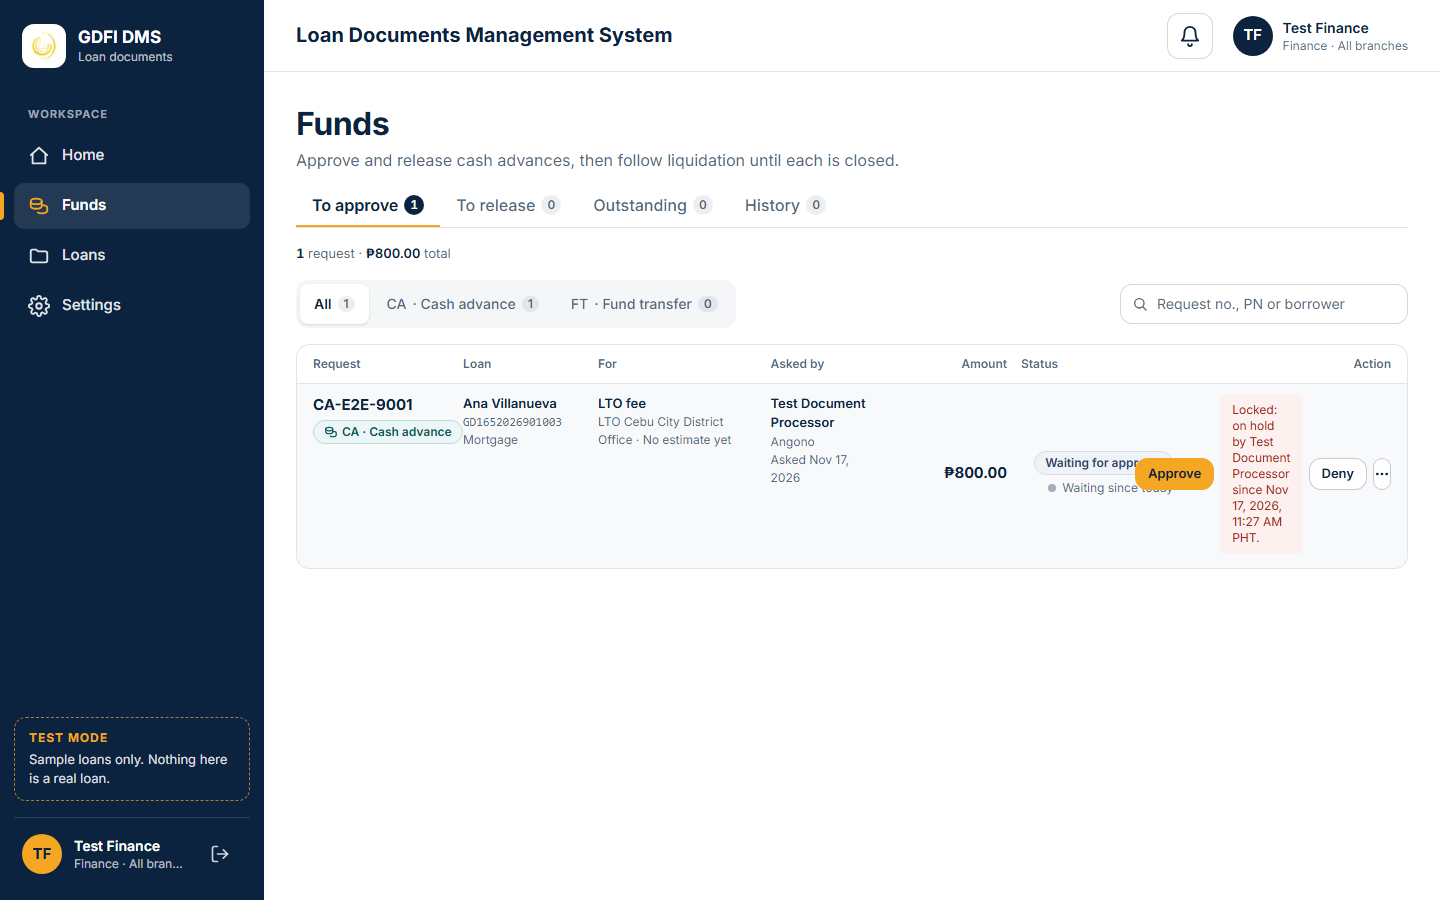 GDFI DMS
Loan documents
WORKSPACE
Home
Funds
Loans
Settings
TEST MODE
Sample loans only. Nothing here
is a real loan.
TF
Test Finance
Finance · All bran...
Loan Documents Management System
TF
Test Finance
Finance · All branches
Funds
Approve and release cash advances, then follow liquidation until each is closed.
To approve 1
To release 0
Outstanding 0
History 0
1 request · ₱800.00 total
All 1
CA · Cash advance 1
FT · Fund transfer 0
Request no., PN or borrower
Request Loan For Asked by Amount Status Action
CA-E2E-9001
CA · Cash advance
Ana Villanueva
GD1652026901003
Mortgage
LTO fee
LTO Cebu City District
Office · No estimate yet
Test Document
Processor
Angono
Asked Nov 17,
2026
₱800.00
Waiting for appr
Waiting since today
Approve
Locked:
on hold
by Test
Document
Processor
since Nov
17, 2026,
11:27 AM
PHT.
Deny
...